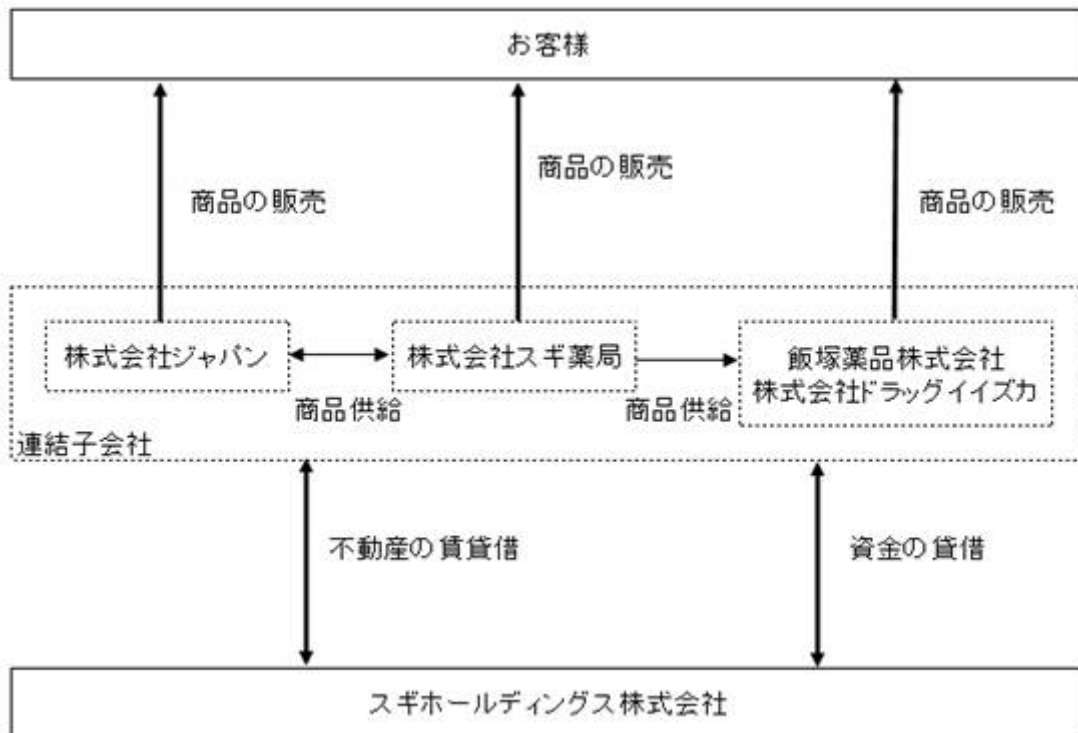 お客様
商品の販売
商品の販売
商品の販売
株式会社ジャパン
株式会社スギ薬局
飯塚薬品株式会社
株式会社ドラッグイイズカ
商品供給
商品供給
連結子会社
不動産の賃貸借
資金の貸借
スギホールディングス株式会社